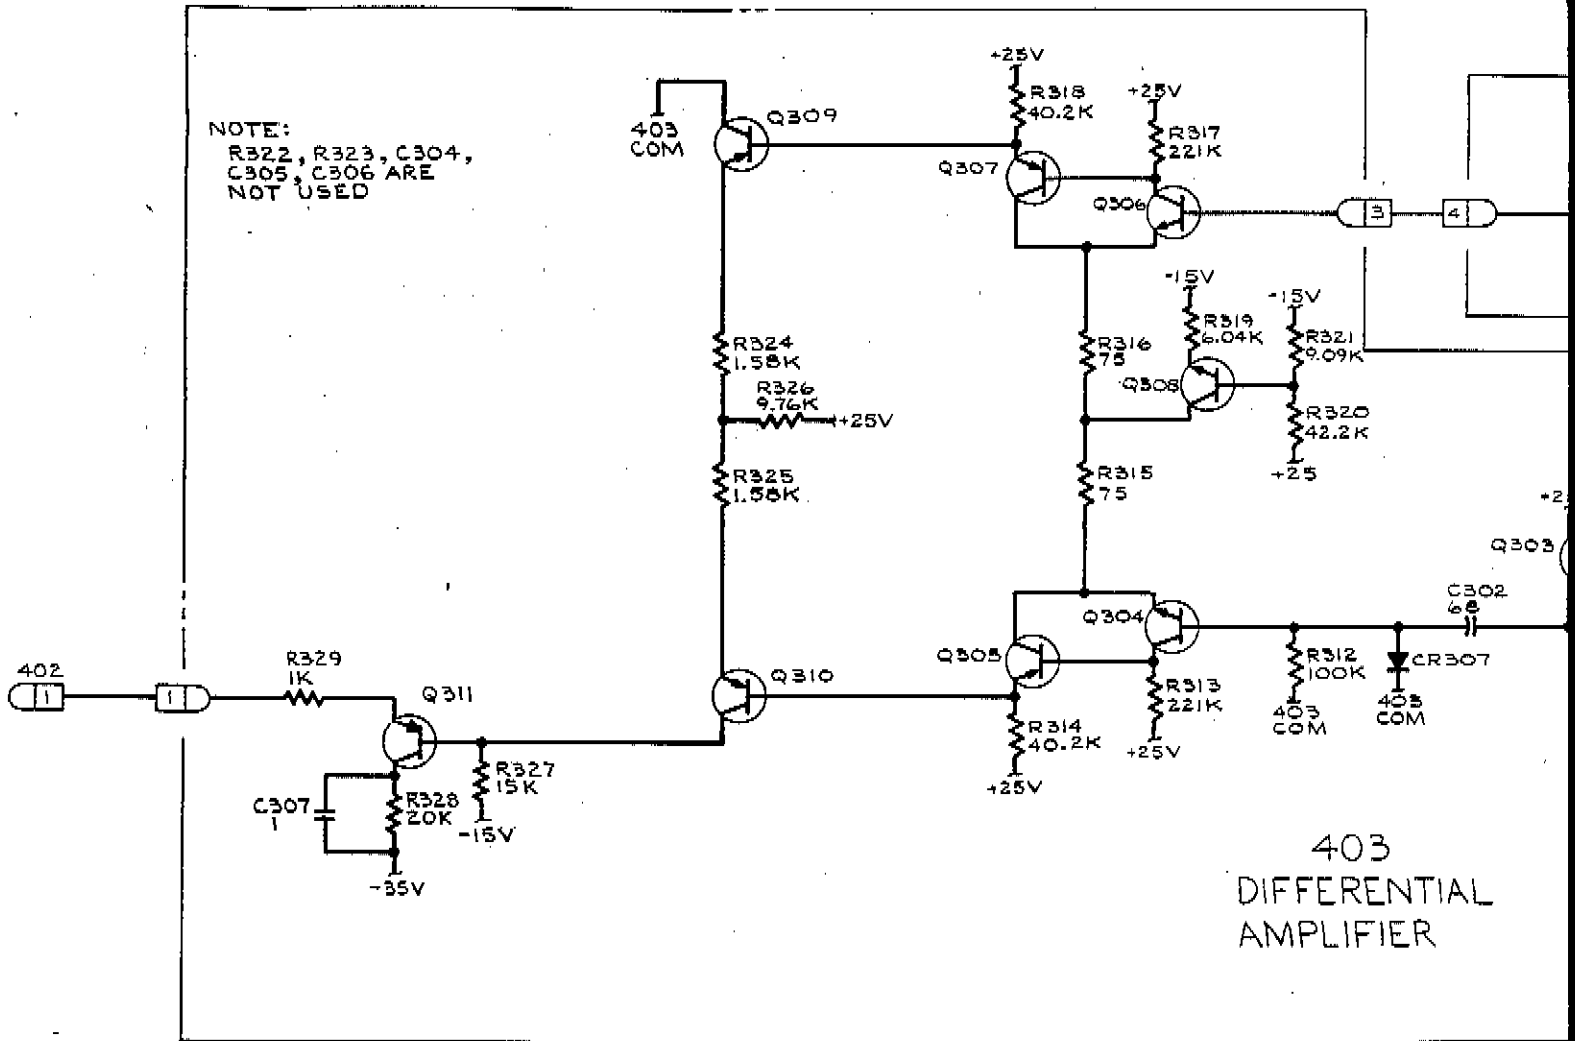 NOTE:
R322, R323, C304,
C305, C306 ARE
NOT USED
403
COM
Q309
+25V
R318
40.2K
+25V
R317
221K
Q307
Q306
3
4
R324
1.58K
R326
9.76K
+25V
R325
1.58K
R316
75
-15V
R319
6.04K
Q308
-15V
R321
9.09K
R320
42.2K
+25
R315
75
+2
Q303
C302
68
Q304
Q305
R313
221K
+25V
R314
40.2K
+25V
R312
100K
403
COM
CR307
403
COM
402
1
1
R329
1K
Q311
Q310
R327
15K
-15V
C307
1
R328
20K
-35V
403
DIFFERENTIAL
AMPLIFIER